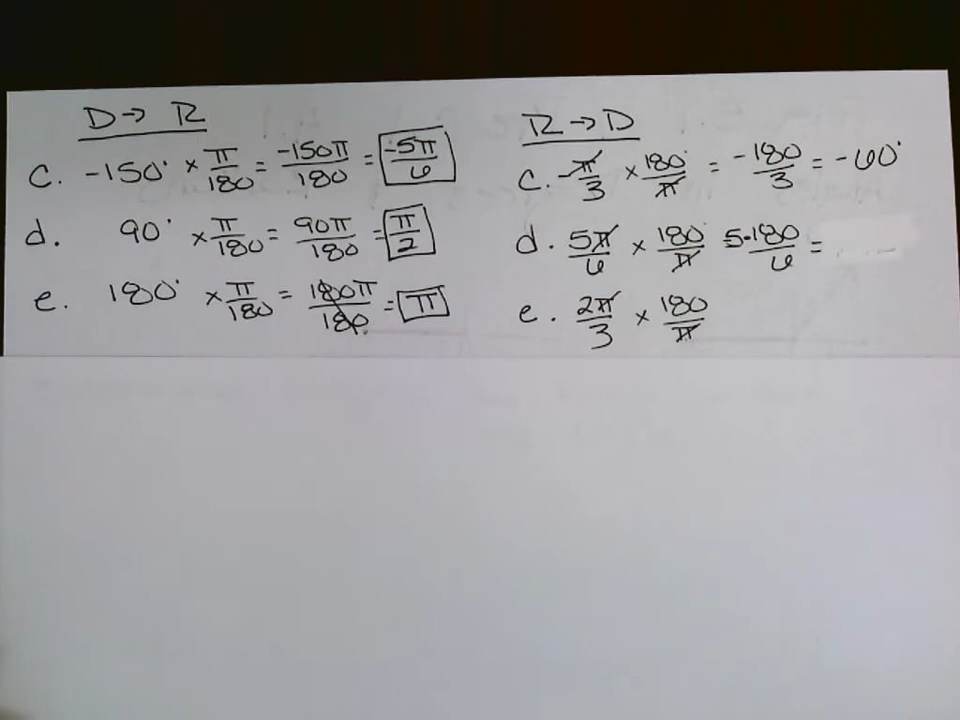 D → R
c. -150° × π/180 = -150π/180 = -5π/6
d. 90° × π/180 = 90π/180 = π/2
e. 180° × π/180 = 180π/180 = π
R → D
c. -π/3 × 180°/π = -180/3 = -60°
d. 5π/6 × 180°/π 5·180/6 =
e. 2π/3 × 180/π